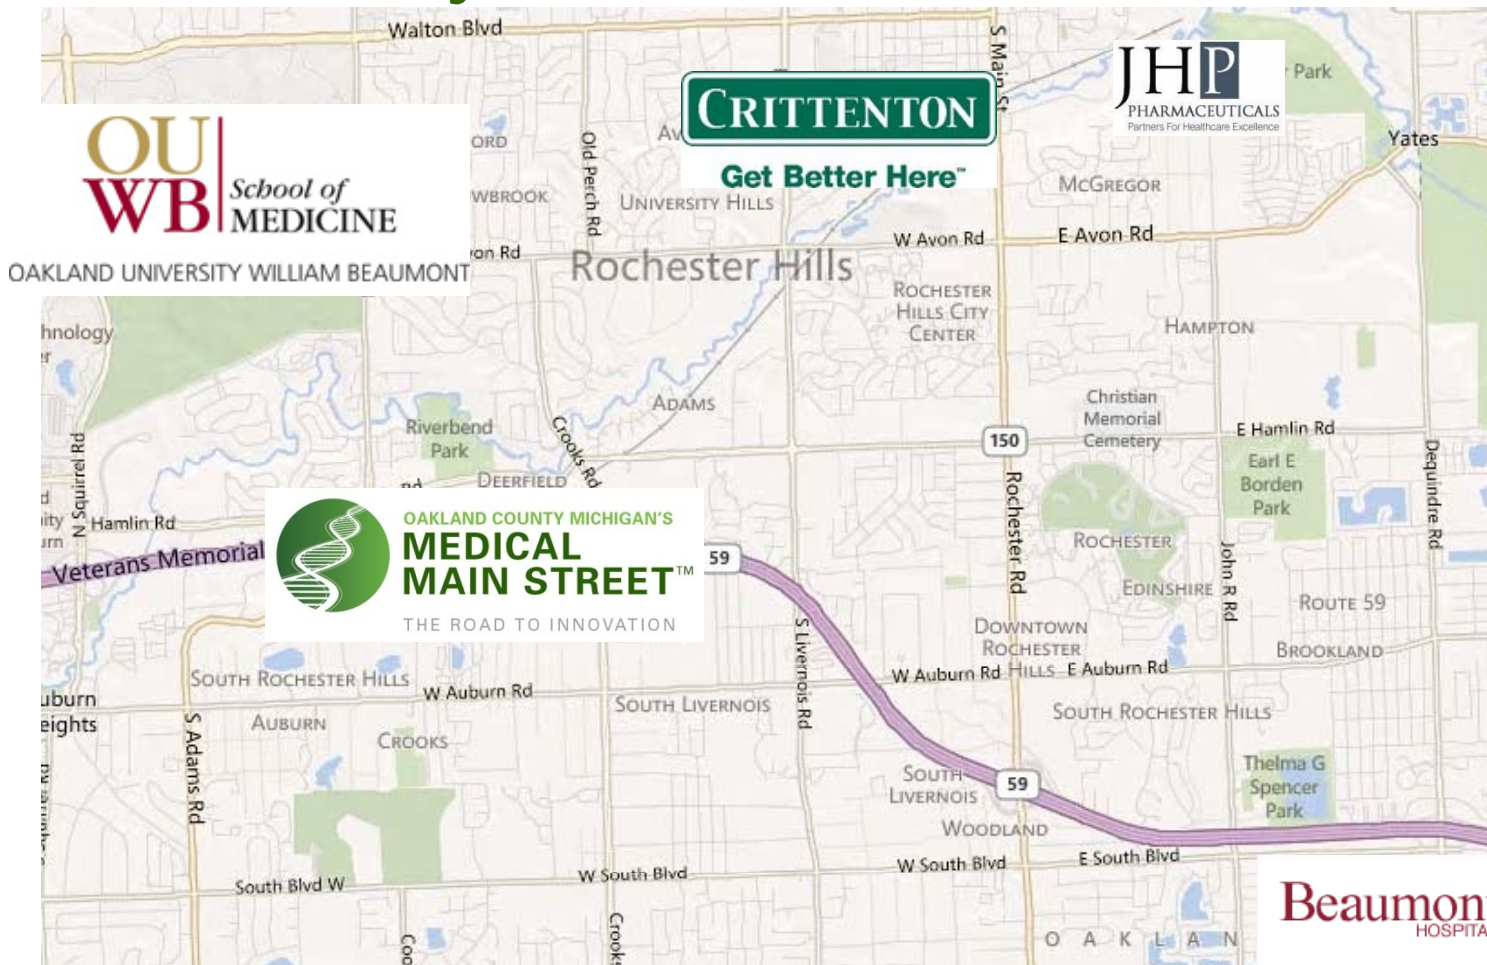 Walton Blvd
S Main St
JHP
PHARMACEUTICALS
Partners For Healthcare Excellence
Park
CRITTENTON
Get Better Here™
Yates
OU
WB
School of
MEDICINE
OAKLAND UNIVERSITY WILLIAM BEAUMONT
Old Perch Rd
UNIVERSITY HILLS
MCGREGOR
W Avon Rd
E Avon Rd
Rd
Rochester Hills
ROCHESTER
HILLS CITY
CENTER
HAMPTON
ADAMS
Christian
Memorial
Cemetery
Riverbend
Park
Crooks Rd
150
E Hamlin Rd
Earl E
Borden
Park
N Squirrel Rd
DEERFIELD
Rochester Rd
Dequindre Rd
Hamlin Rd
OAKLAND COUNTY MICHIGAN'S
MEDICAL
MAIN STREET™
THE ROAD TO INNOVATION
Veterans Memorial
59
ROCHESTER
John R Rd
EDINSHIRE
ROUTE 59
S Livernois Rd
DOWNTOWN
ROCHESTER
HILLS
BROOKLAND
W Auburn Rd
E Auburn Rd
SOUTH ROCHESTER HILLS
W Auburn Rd
SOUTH LIVERNOIS
SOUTH ROCHESTER HILLS
AUBURN
CROOKS
S Adams Rd
SOUTH
LIVERNOIS
59
Thelma G
Spencer
Park
WOODLAND
South Blvd W
W South Blvd
W South Blvd
E South Blvd
Beaumon
HOSPITA
OAKLAN